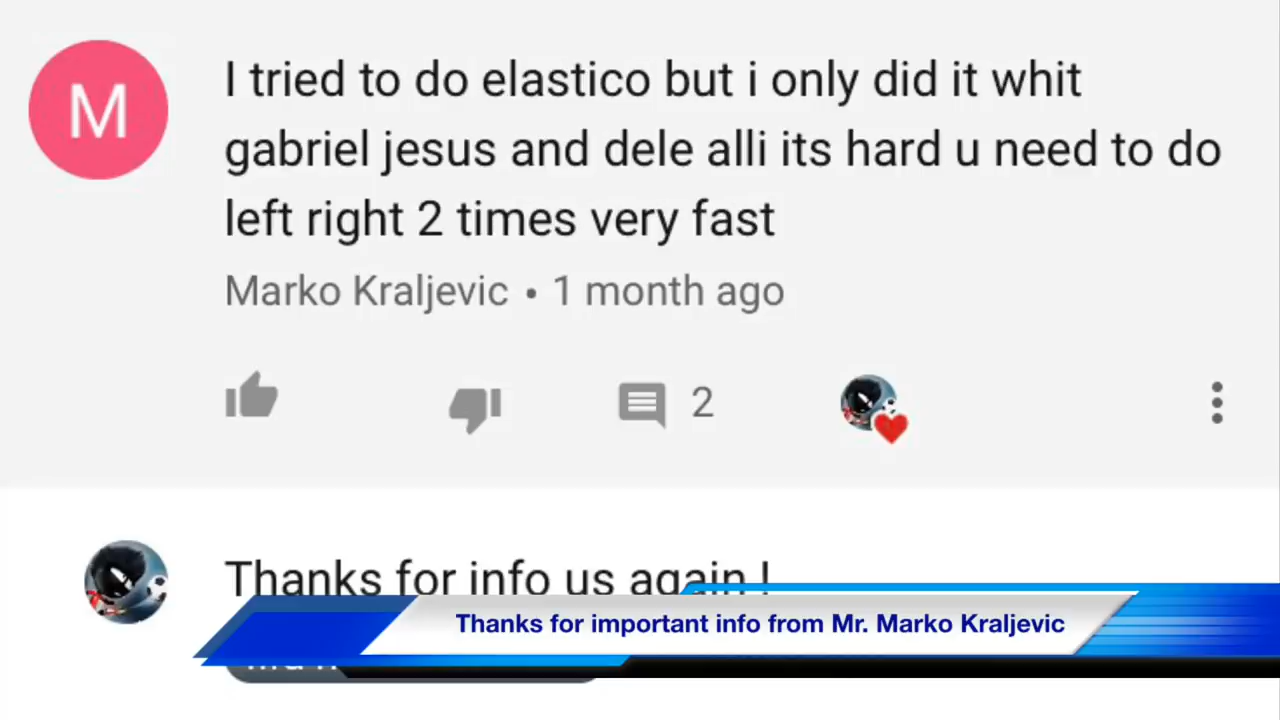 M
I tried to do elastico but i only did it whit
gabriel jesus and dele alli its hard u need to do
left right 2 times very fast
Marko Kraljevic • 1 month ago
2
Thanks for info us again !
Thanks for important info from Mr. Marko Kraljevic